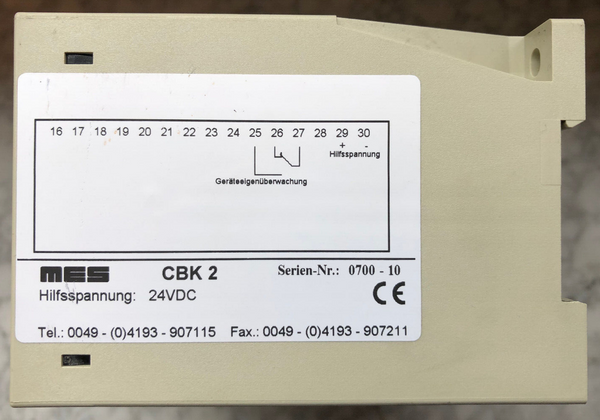 16 17 18 19 20 21 22 23 24 25 26 27 28 29 30
+ -
Hilfsspannung
Geräteeigenüberwachung
MES CBK 2 Serien-Nr.: 0700 - 10
Hilfsspannung: 24VDC CE
Tel.: 0049 - (0)4193 - 907115 Fax.: 0049 - (0)4193 - 907211